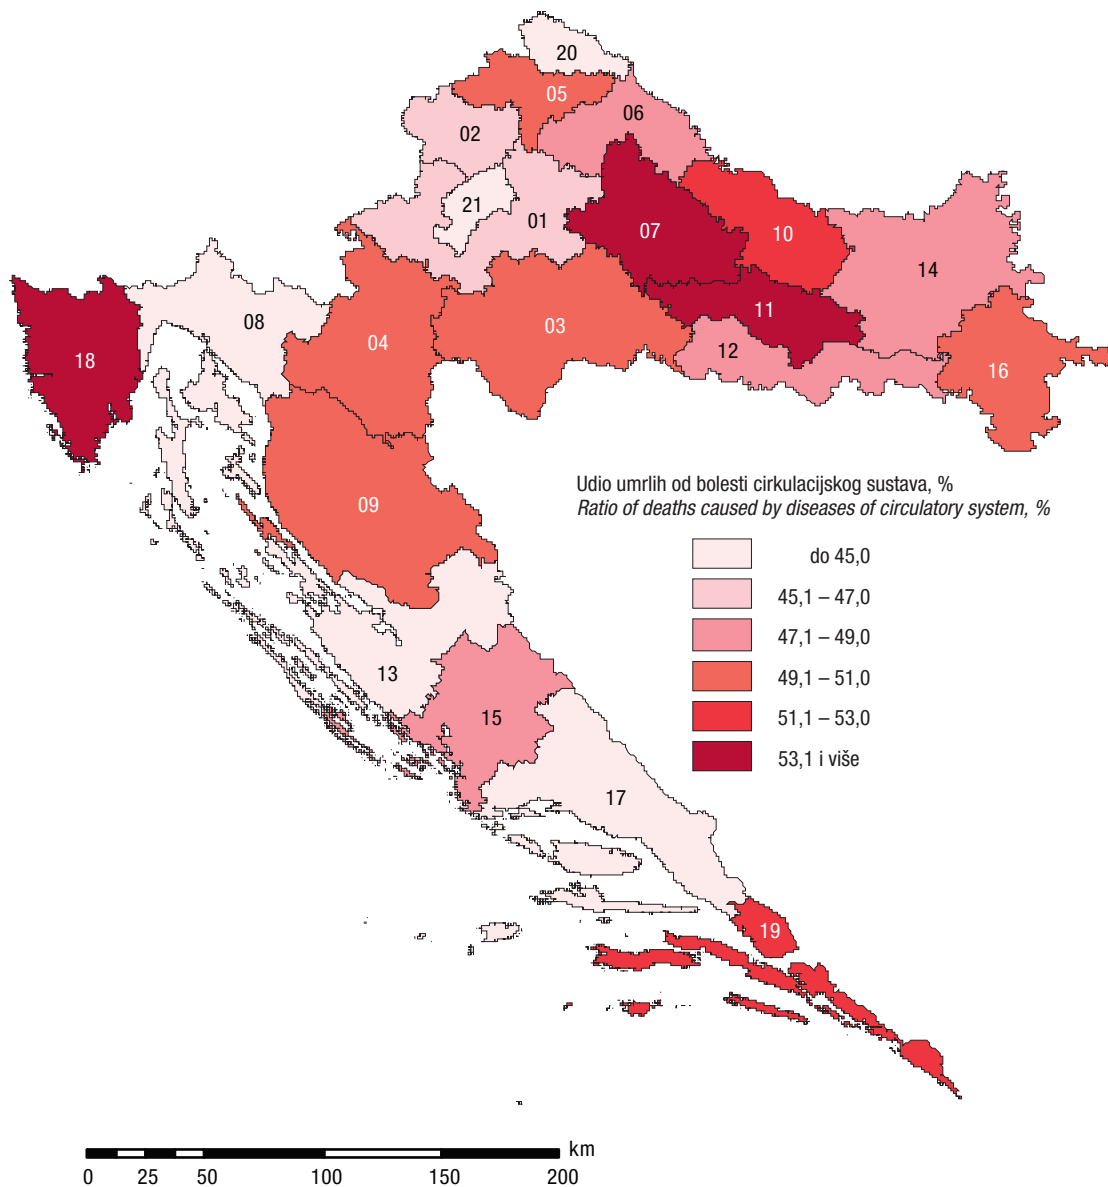 20
05
06
02
21
01
07
10
14
08
03
11
04
12
18
16
Udio umrlih od bolesti cirkulacijskog sustava, %
Ratio of deaths caused by diseases of circulatory system, %
09
do 45,0
45,1 – 47,0
47,1 – 49,0
49,1 – 51,0
51,1 – 53,0
53,1 i više
13
15
17
19
km
0 25 50 100 150 200